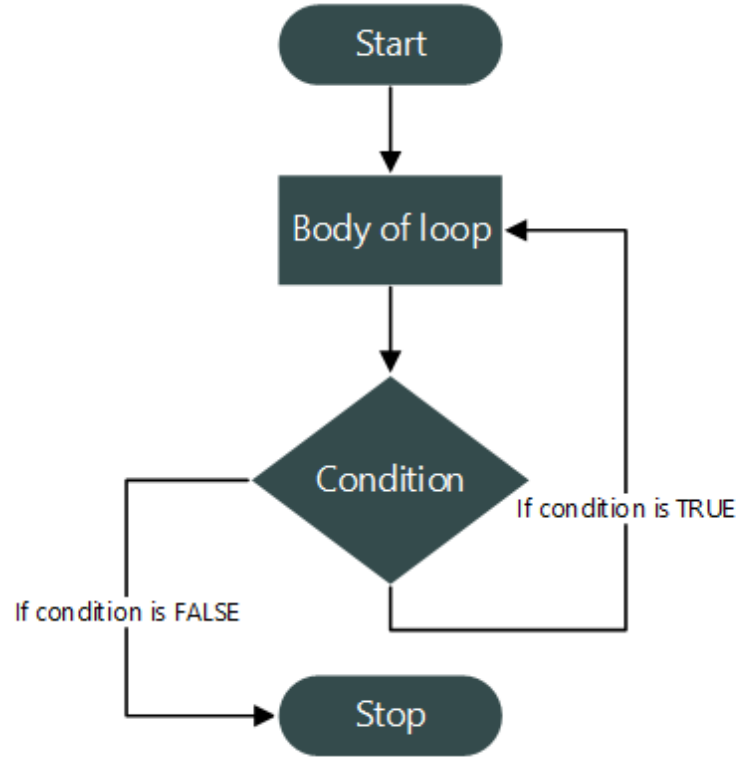 Start
Body of loop
Condition
If condition is TRUE
If condition is FALSE
Stop